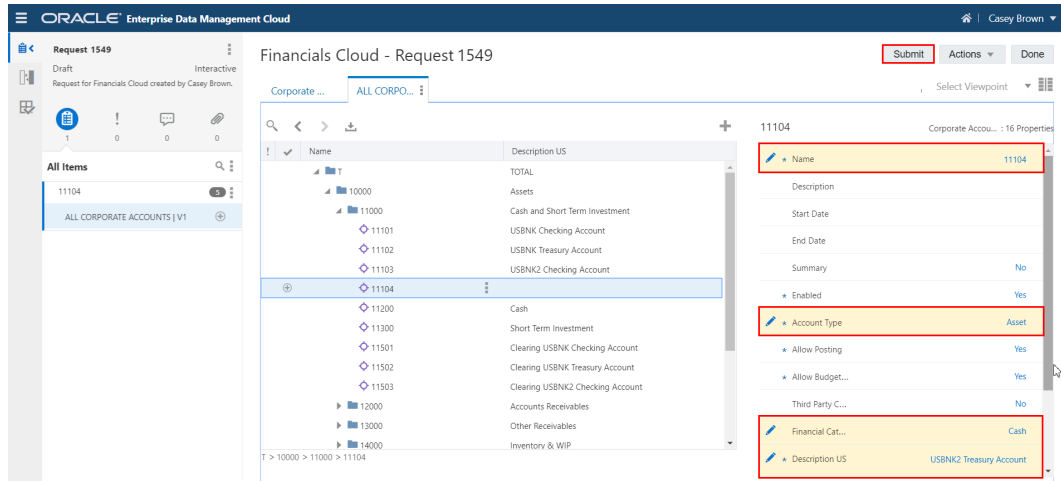 ORACLE Enterprise Data Management Cloud
Casey Brown
Request 1549
Draft Interactive
Request for Financials Cloud created by Casey Brown.
1 0 0 0
All Items
11104 5
ALL CORPORATE ACCOUNTS | V1
Financials Cloud - Request 1549
Submit Actions Done
Corporate ... ALL CORPO...
Select Viewpoint
! Name Description US
T TOTAL
10000 Assets
11000 Cash and Short Term Investment
11101 USBNK Checking Account
11102 USBNK Treasury Account
11103 USBNK2 Checking Account
11104
11200 Cash
11300 Short Term Investment
11501 Clearing USBNK Checking Account
11502 Clearing USBNK Treasury Account
11503 Clearing USBNK2 Checking Account
12000 Accounts Receivables
13000 Other Receivables
14000 Inventory & WIP
T > 10000 > 11000 > 11104
11104 Corporate Accou... : 16 Properties
* Name 11104
Description
Start Date
End Date
Summary No
* Enabled Yes
* Account Type Asset
* Allow Posting Yes
* Allow Budget... Yes
Third Party C... No
Financial Cat... Cash
* Description US USBNK2 Treasury Account